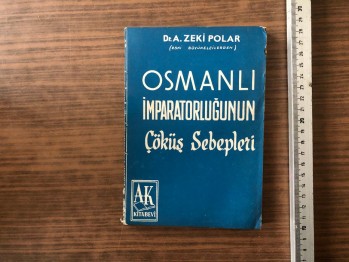 Dr. A. ZEKİ POLAR
OSMANLI
İMPARATORLUĞUNUN
Çöküş Sebepleri
AK
KİTABEVİ